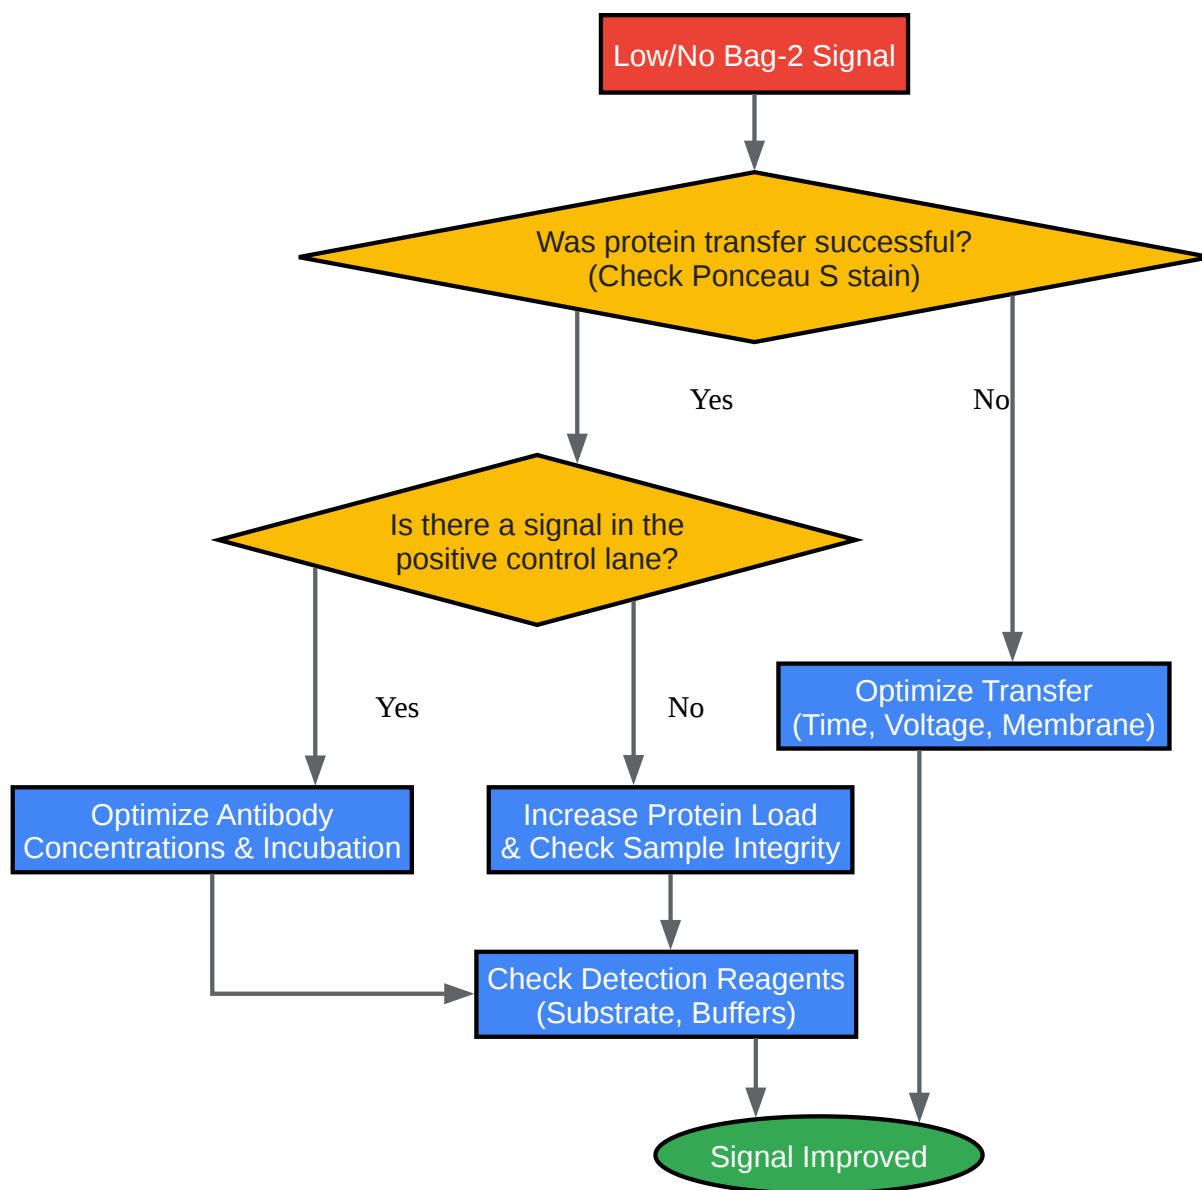 Low/No Bag-2 Signal
Was protein transfer successful?
(Check Ponceau S stain)
Yes
No
Is there a signal in the
positive control lane?
Optimize Transfer
(Time, Voltage, Membrane)
Yes
No
Optimize Antibody
Concentrations & Incubation
Increase Protein Load
& Check Sample Integrity
Check Detection Reagents
(Substrate, Buffers)
Signal Improved